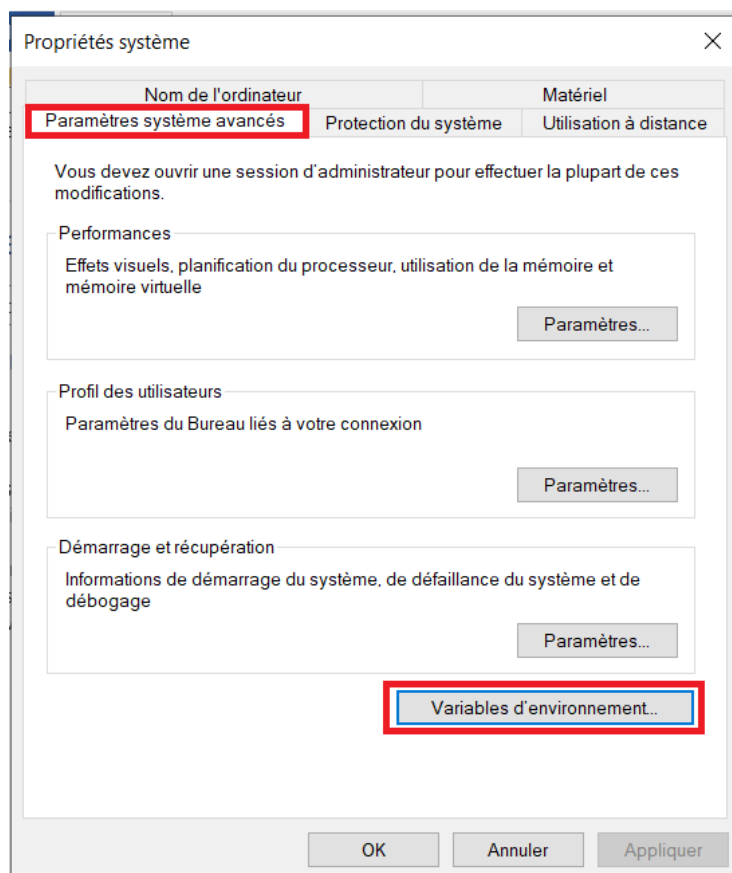 Propriétés système
Nom de l'ordinateur
Matériel
Paramètres système avancés
Protection du système
Utilisation à distance
Vous devez ouvrir une session d'administrateur pour effectuer la plupart de ces
modifications.
Performances
Effets visuels, planification du processeur, utilisation de la mémoire et
mémoire virtuelle
Paramètres...
Profil des utilisateurs
Paramètres du Bureau liés à votre connexion
Paramètres...
Démarrage et récupération
Informations de démarrage du système, de défaillance du système et de
débogage
Paramètres...
Variables d'environnement...
OK
Annuler
Appliquer